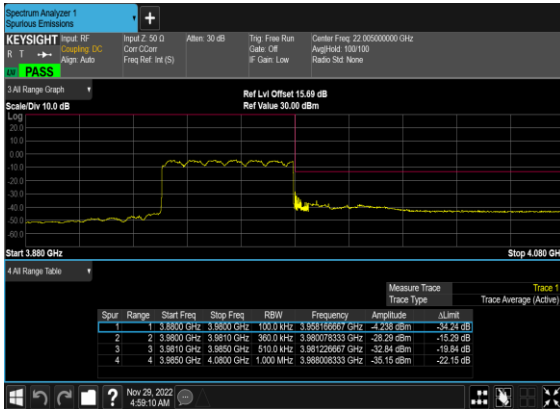 Spectrum Analyzer 1
Spurious Emissions
+
KEYSIGHT Input: RF Input Z: 50 Ω Atten: 30 dB Trig: Free Run Center Freq: 22.005000000 GHz
R T Coupling: DC Corr CCorr Gate: Off Avg|Hold: 100/100
Align: Auto Freq Ref: Int (S) IF Gain: Low Radio Std: None
LXI PASS
3 All Range Graph
Ref Lvl Offset 15.69 dB
Scale/Div 10.0 dB Ref Value 30.00 dBm
Log
20.0
10.0
0.00
-10.0
-20.0
-30.0
-40.0
-50.0
-60.0
Start 3.880 GHz Stop 4.080 GH
4 All Range Table
Measure Trace Trace 1
Trace Type Trace Average (Active)
Spur Range Start Freq Stop Freq RBW Frequency Amplitude ΔLimit
1 1 3.8800 GHz 3.9800 GHz 100.0 kHz 3.958166667 GHz -4.238 dBm -34.24 dB
2 2 3.9800 GHz 3.9810 GHz 360.0 kHz 3.980078333 GHz -28.29 dBm -15.29 dB
3 3 3.9810 GHz 3.9850 GHz 510.0 kHz 3.981226667 GHz -32.84 dBm -19.84 dB
4 4 3.9850 GHz 4.0800 GHz 1.000 MHz 3.988008333 GHz -35.15 dBm -22.15 dB
? Nov 29, 2022
4:59:10 AM